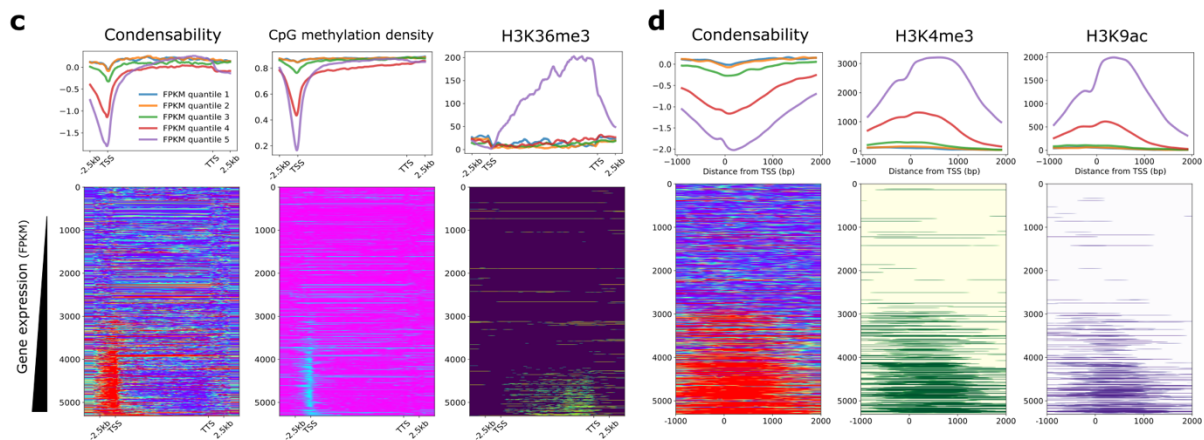 c
Condensability
CpG methylation density
H3K36me3
0.0
-0.5
-1.0
-1.5
FPKM quantile 1
FPKM quantile 2
FPKM quantile 3
FPKM quantile 4
FPKM quantile 5
-2.5kb
TSS
TTS
2.5kb
0.8
0.6
0.4
0.2
-2.5kb
TSS
TTS
2.5kb
200
150
100
50
0
-2.5kb
TSS
TTS
2.5kb
Gene expression (FPKM)
0
1000
2000
3000
4000
5000
-2.5kb
TSS
TTS
2.5kb
0
1000
2000
3000
4000
5000
-2.5kb
TSS
TTS
2.5kb
0
1000
2000
3000
4000
5000
-2.5kb
TSS
TTS
2.5kb
d
Condensability
H3K4me3
H3K9ac
0.0
-0.5
-1.0
-1.5
-2.0
-1000 0 1000 2000
Distance from TSS (bp)
3000
2000
1000
0
-1000 0 1000 2000
Distance from TSS (bp)
2000
1500
1000
500
0
-1000 0 1000 2000
Distance from TSS (bp)
0
1000
2000
3000
4000
5000
-1000 0 1000 2000
0
1000
2000
3000
4000
5000
-1000 0 1000 2000
0
1000
2000
3000
4000
5000
-1000 0 1000 2000